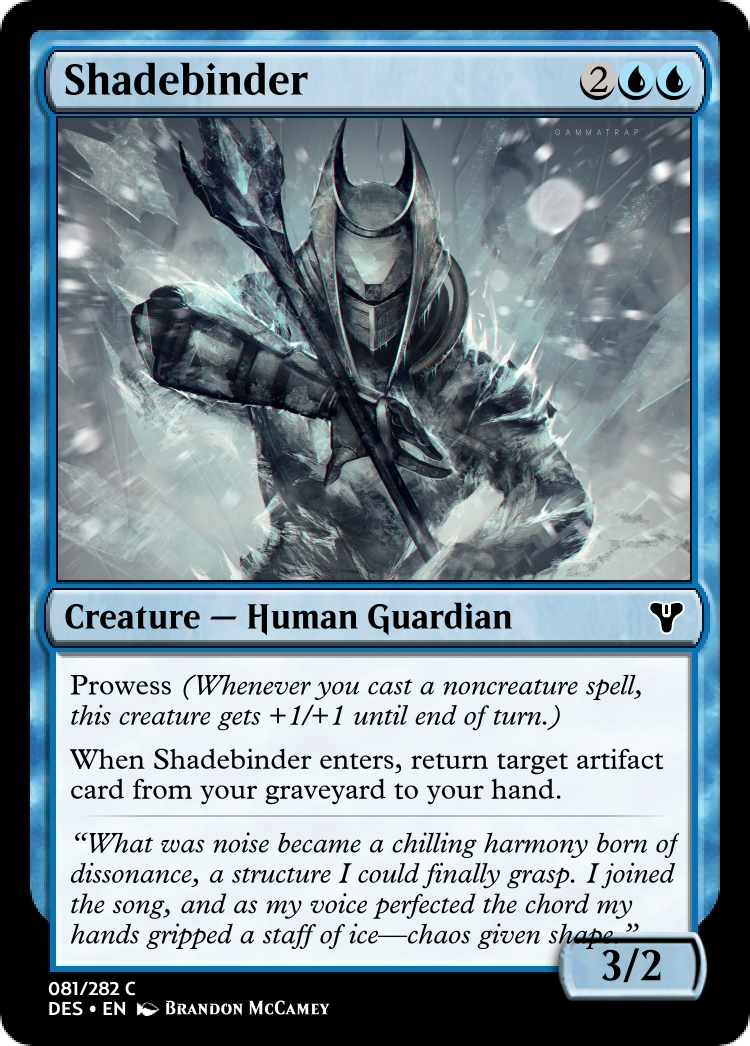 Shadebinder
2
GAMMATRAP
Creature — Human Guardian
Prowess (Whenever you cast a noncreature spell,
this creature gets +1/+1 until end of turn.)
When Shadebinder enters, return target artifact
card from your graveyard to your hand.
“What was noise became a chilling harmony born of
dissonance, a structure I could finally grasp. I joined
the song, and as my voice perfected the chord my
hands gripped a staff of ice—chaos given shape.”
3/2
081/282 C
DES • EN Brandon McCamey